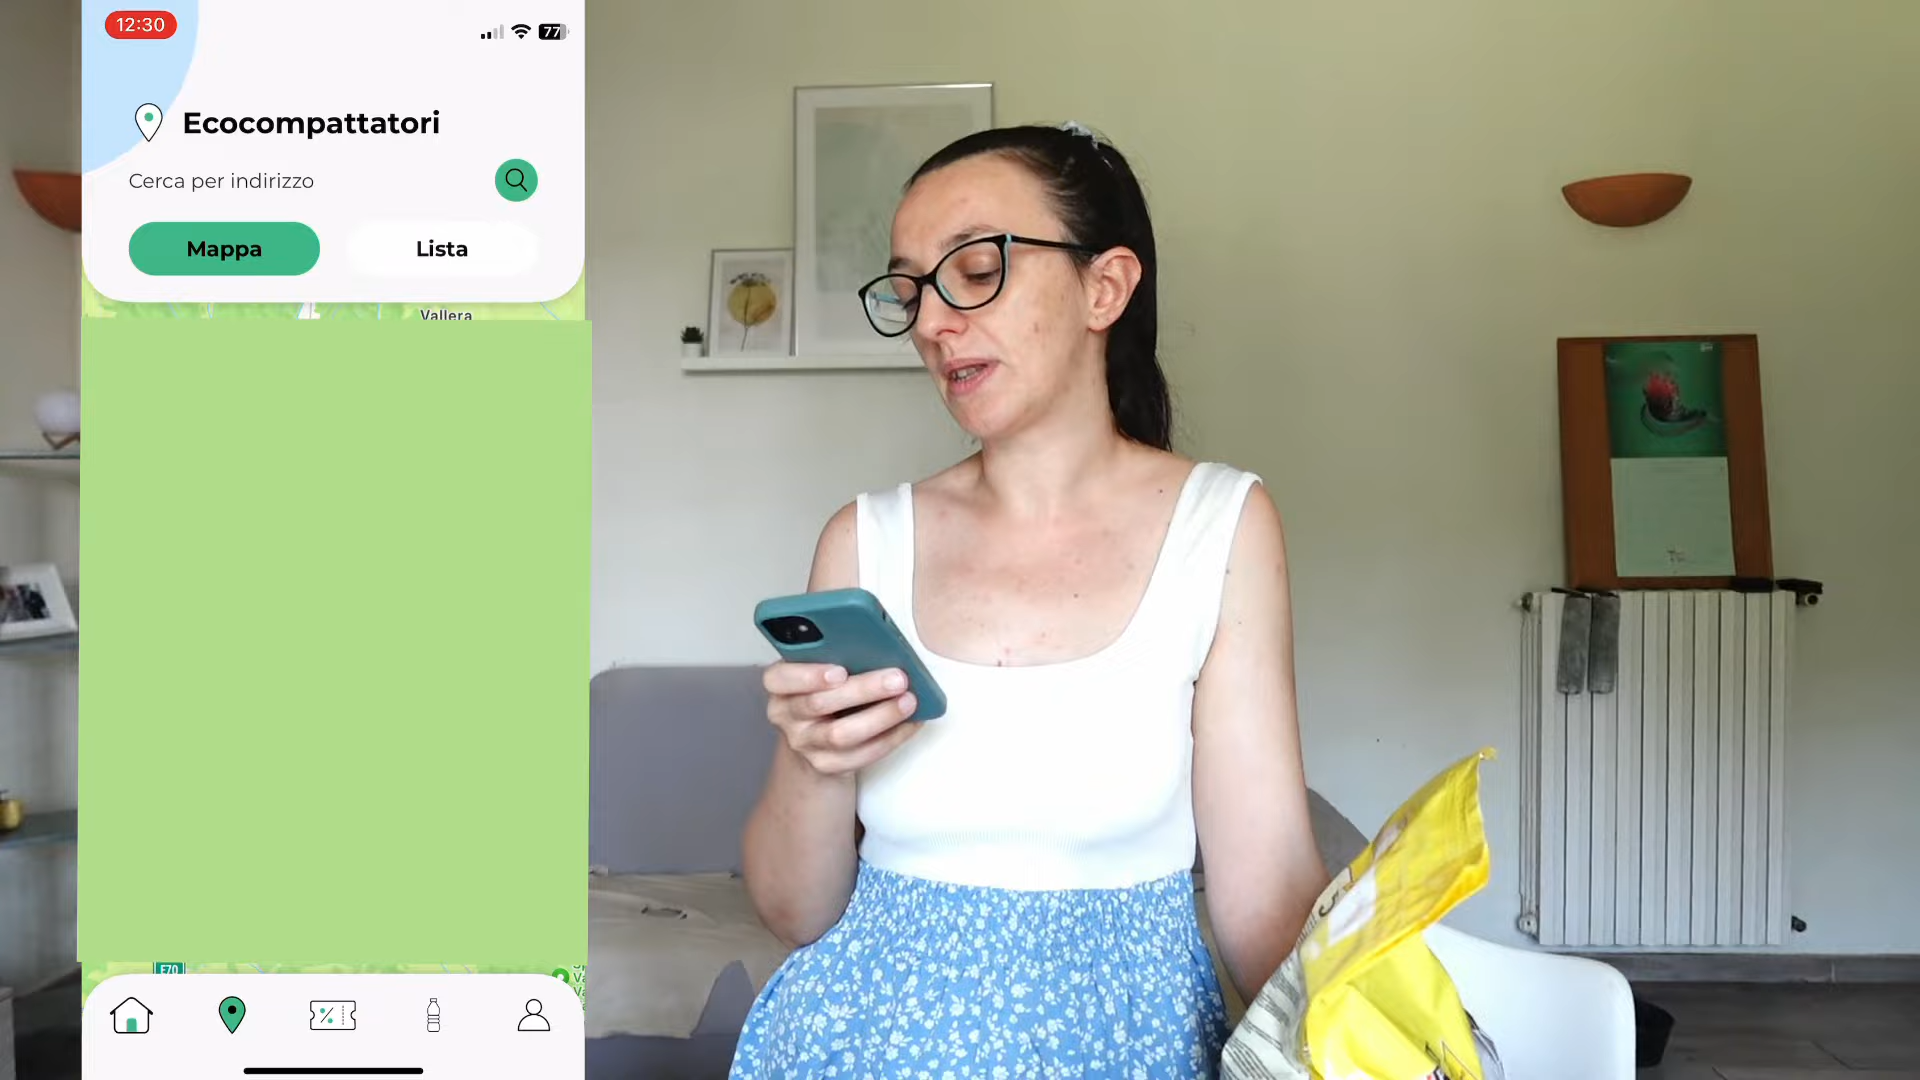 12:30
77
Ecocompattatori
Cerca per indirizzo
Mappa
Lista
Vallera
E70